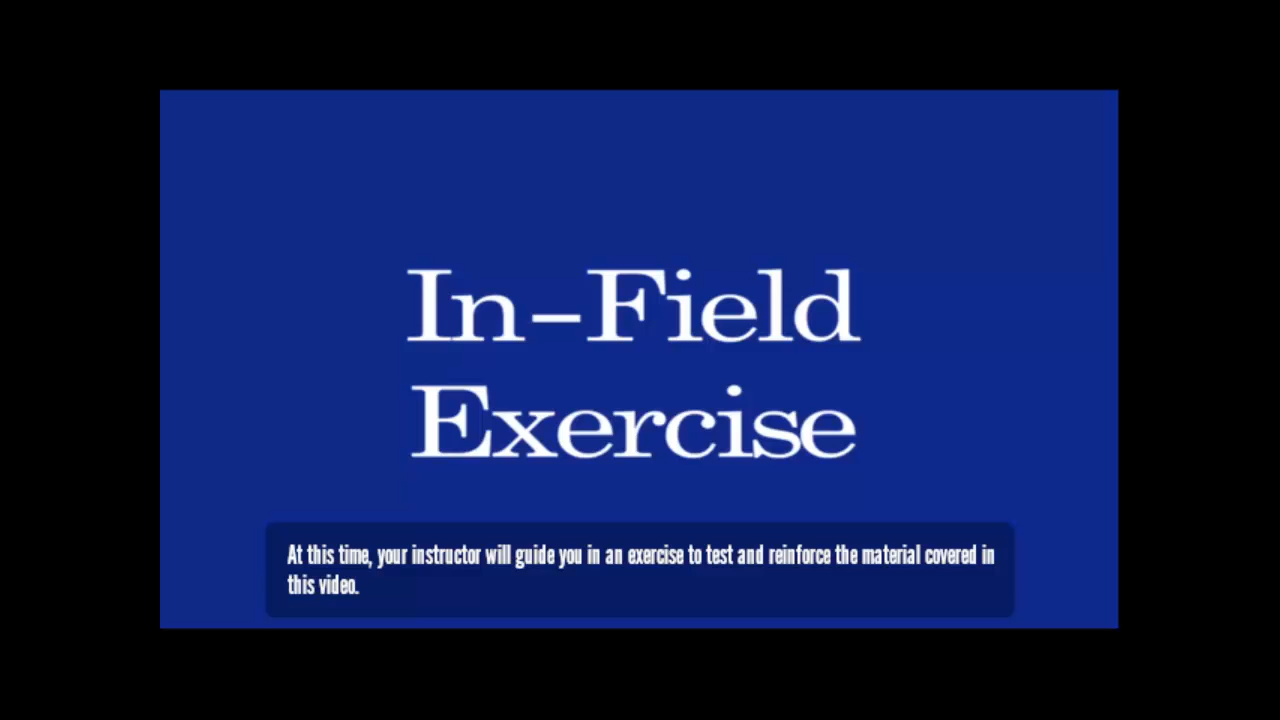 In-Field
Exercise
At this time, your instructor will guide you in an exercise to test and reinforce the material covered in
this video.